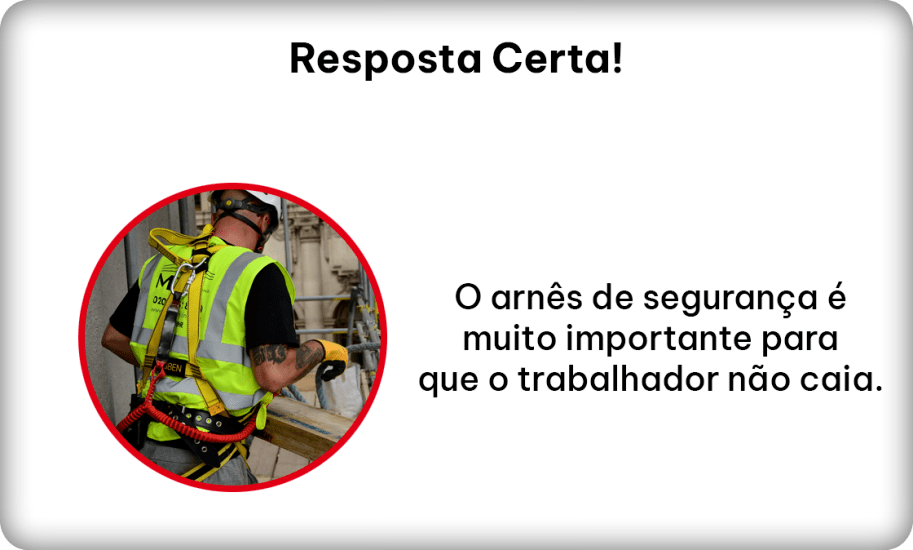 Resposta Certa!
O arnês de segurança é
muito importante para
que o trabalhador não caia.